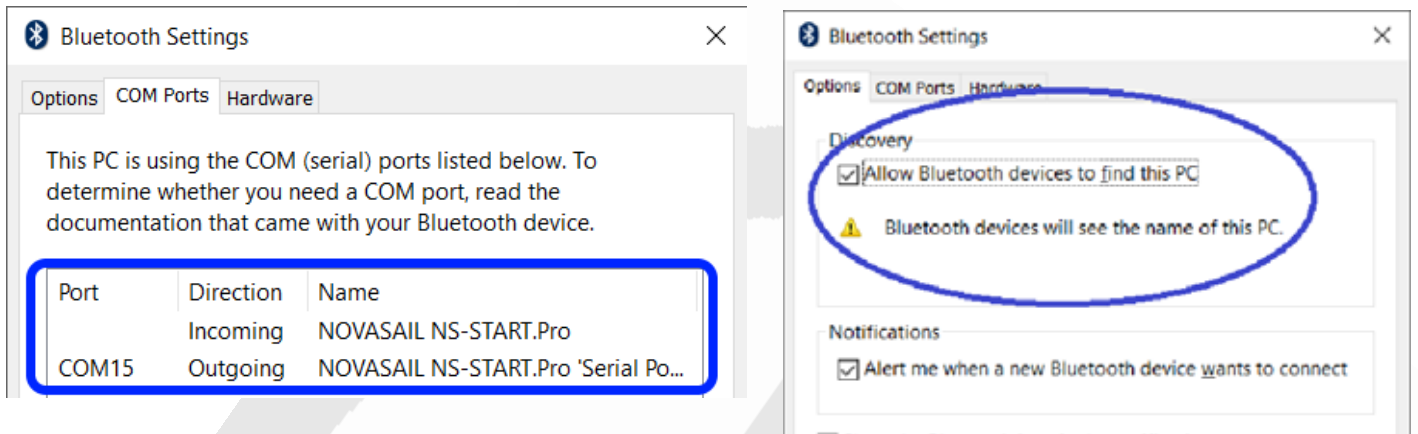 Bluetooth Settings
Options COM Ports Hardware
This PC is using the COM (serial) ports listed below. To
determine whether you need a COM port, read the
documentation that came with your Bluetooth device.
Port Direction Name
Incoming NOVASAIL NS-START.Pro
COM15 Outgoing NOVASAIL NS-START.Pro 'Serial Po...
Bluetooth Settings
Options COM Ports Hardware
Discovery
Allow Bluetooth devices to find this PC
Bluetooth devices will see the name of this PC.
Notifications
Alert me when a new Bluetooth device wants to connect